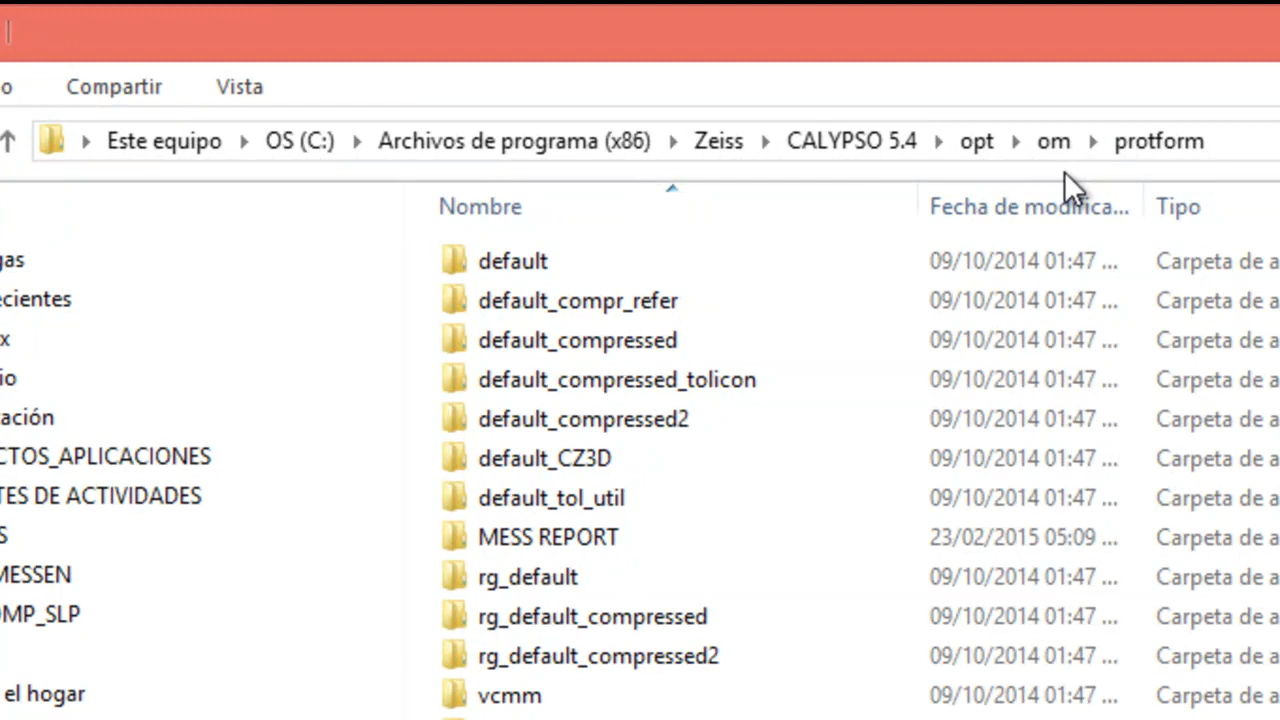 o Compartir Vista
Este equipo OS (C:) Archivos de programa (x86) Zeiss CALYPSO 5.4 opt om protform
Nombre Fecha de modifica... Tipo
gas
ecientes
x
io
tación
CTOS_APLICACIONES
TES DE ACTIVIDADES
S
MESSEN
OMP_SLP
el hogar
default 09/10/2014 01:47 ... Carpeta de a
default_compr_refer 09/10/2014 01:47 ... Carpeta de a
default_compressed 09/10/2014 01:47 ... Carpeta de a
default_compressed_tolicon 09/10/2014 01:47 ... Carpeta de a
default_compressed2 09/10/2014 01:47 ... Carpeta de a
default_CZ3D 09/10/2014 01:47 ... Carpeta de a
default_tol_util 09/10/2014 01:47 ... Carpeta de a
MESS REPORT 23/02/2015 05:09 ... Carpeta de a
rg_default 09/10/2014 01:47 ... Carpeta de a
rg_default_compressed 09/10/2014 01:47 ... Carpeta de a
rg_default_compressed2 09/10/2014 01:47 ... Carpeta de a
vcmm 09/10/2014 01:47 ... Carpeta de a